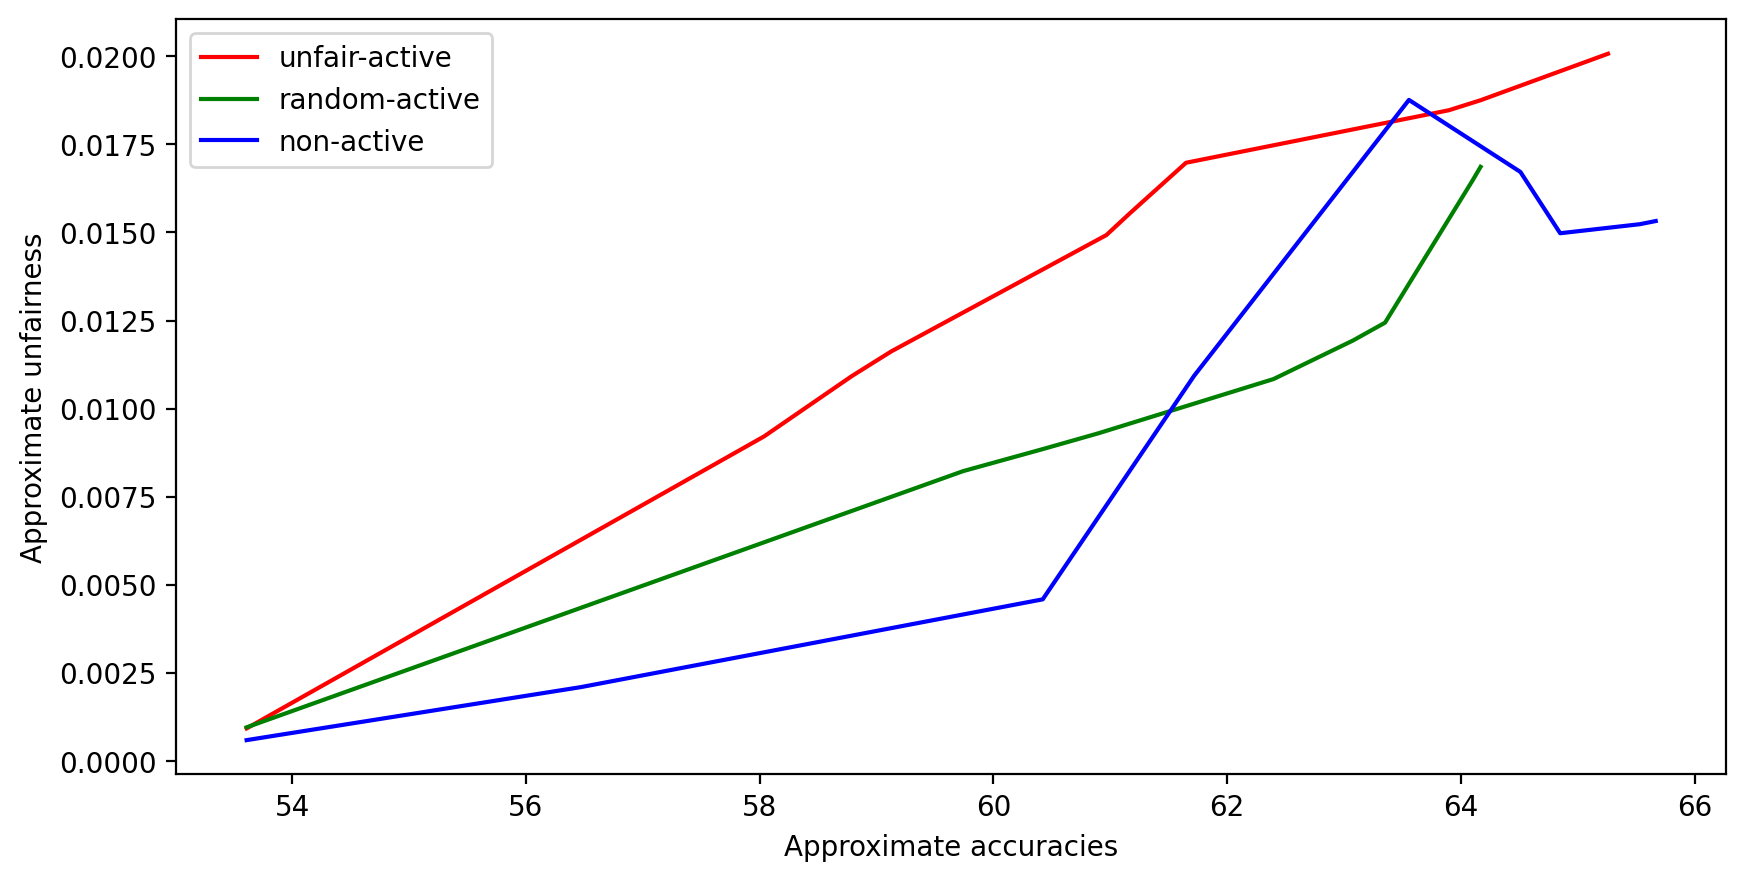 unfair-active
random-active
non-active
Approximate unfairness
0.0200
0.0175
0.0150
0.0125
0.0100
0.0075
0.0050
0.0025
0.0000
54 56 58 60 62 64 66
Approximate accuracies